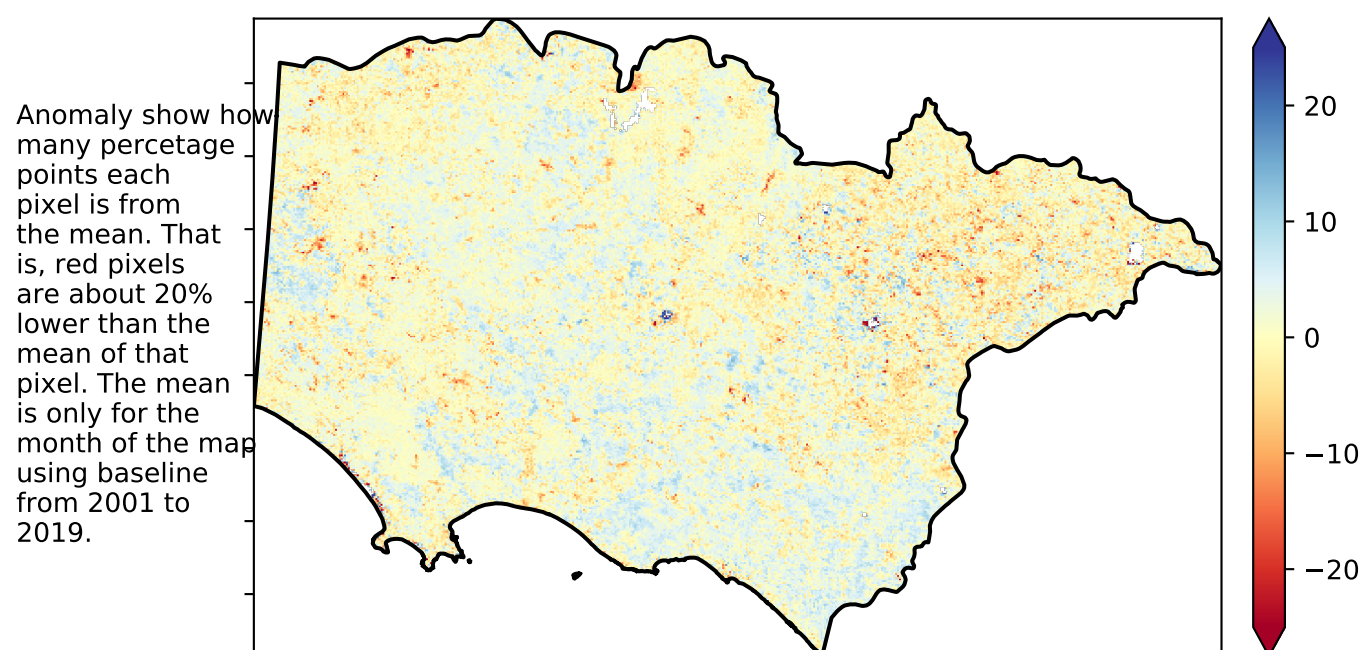 Anomaly show how
many percetage
points each
pixel is from
the mean. That
is, red pixels
are about 20%
lower than the
mean of that
pixel. The mean
is only for the
month of the map
using baseline
from 2001 to
2019.
20
10
0
−10
−20